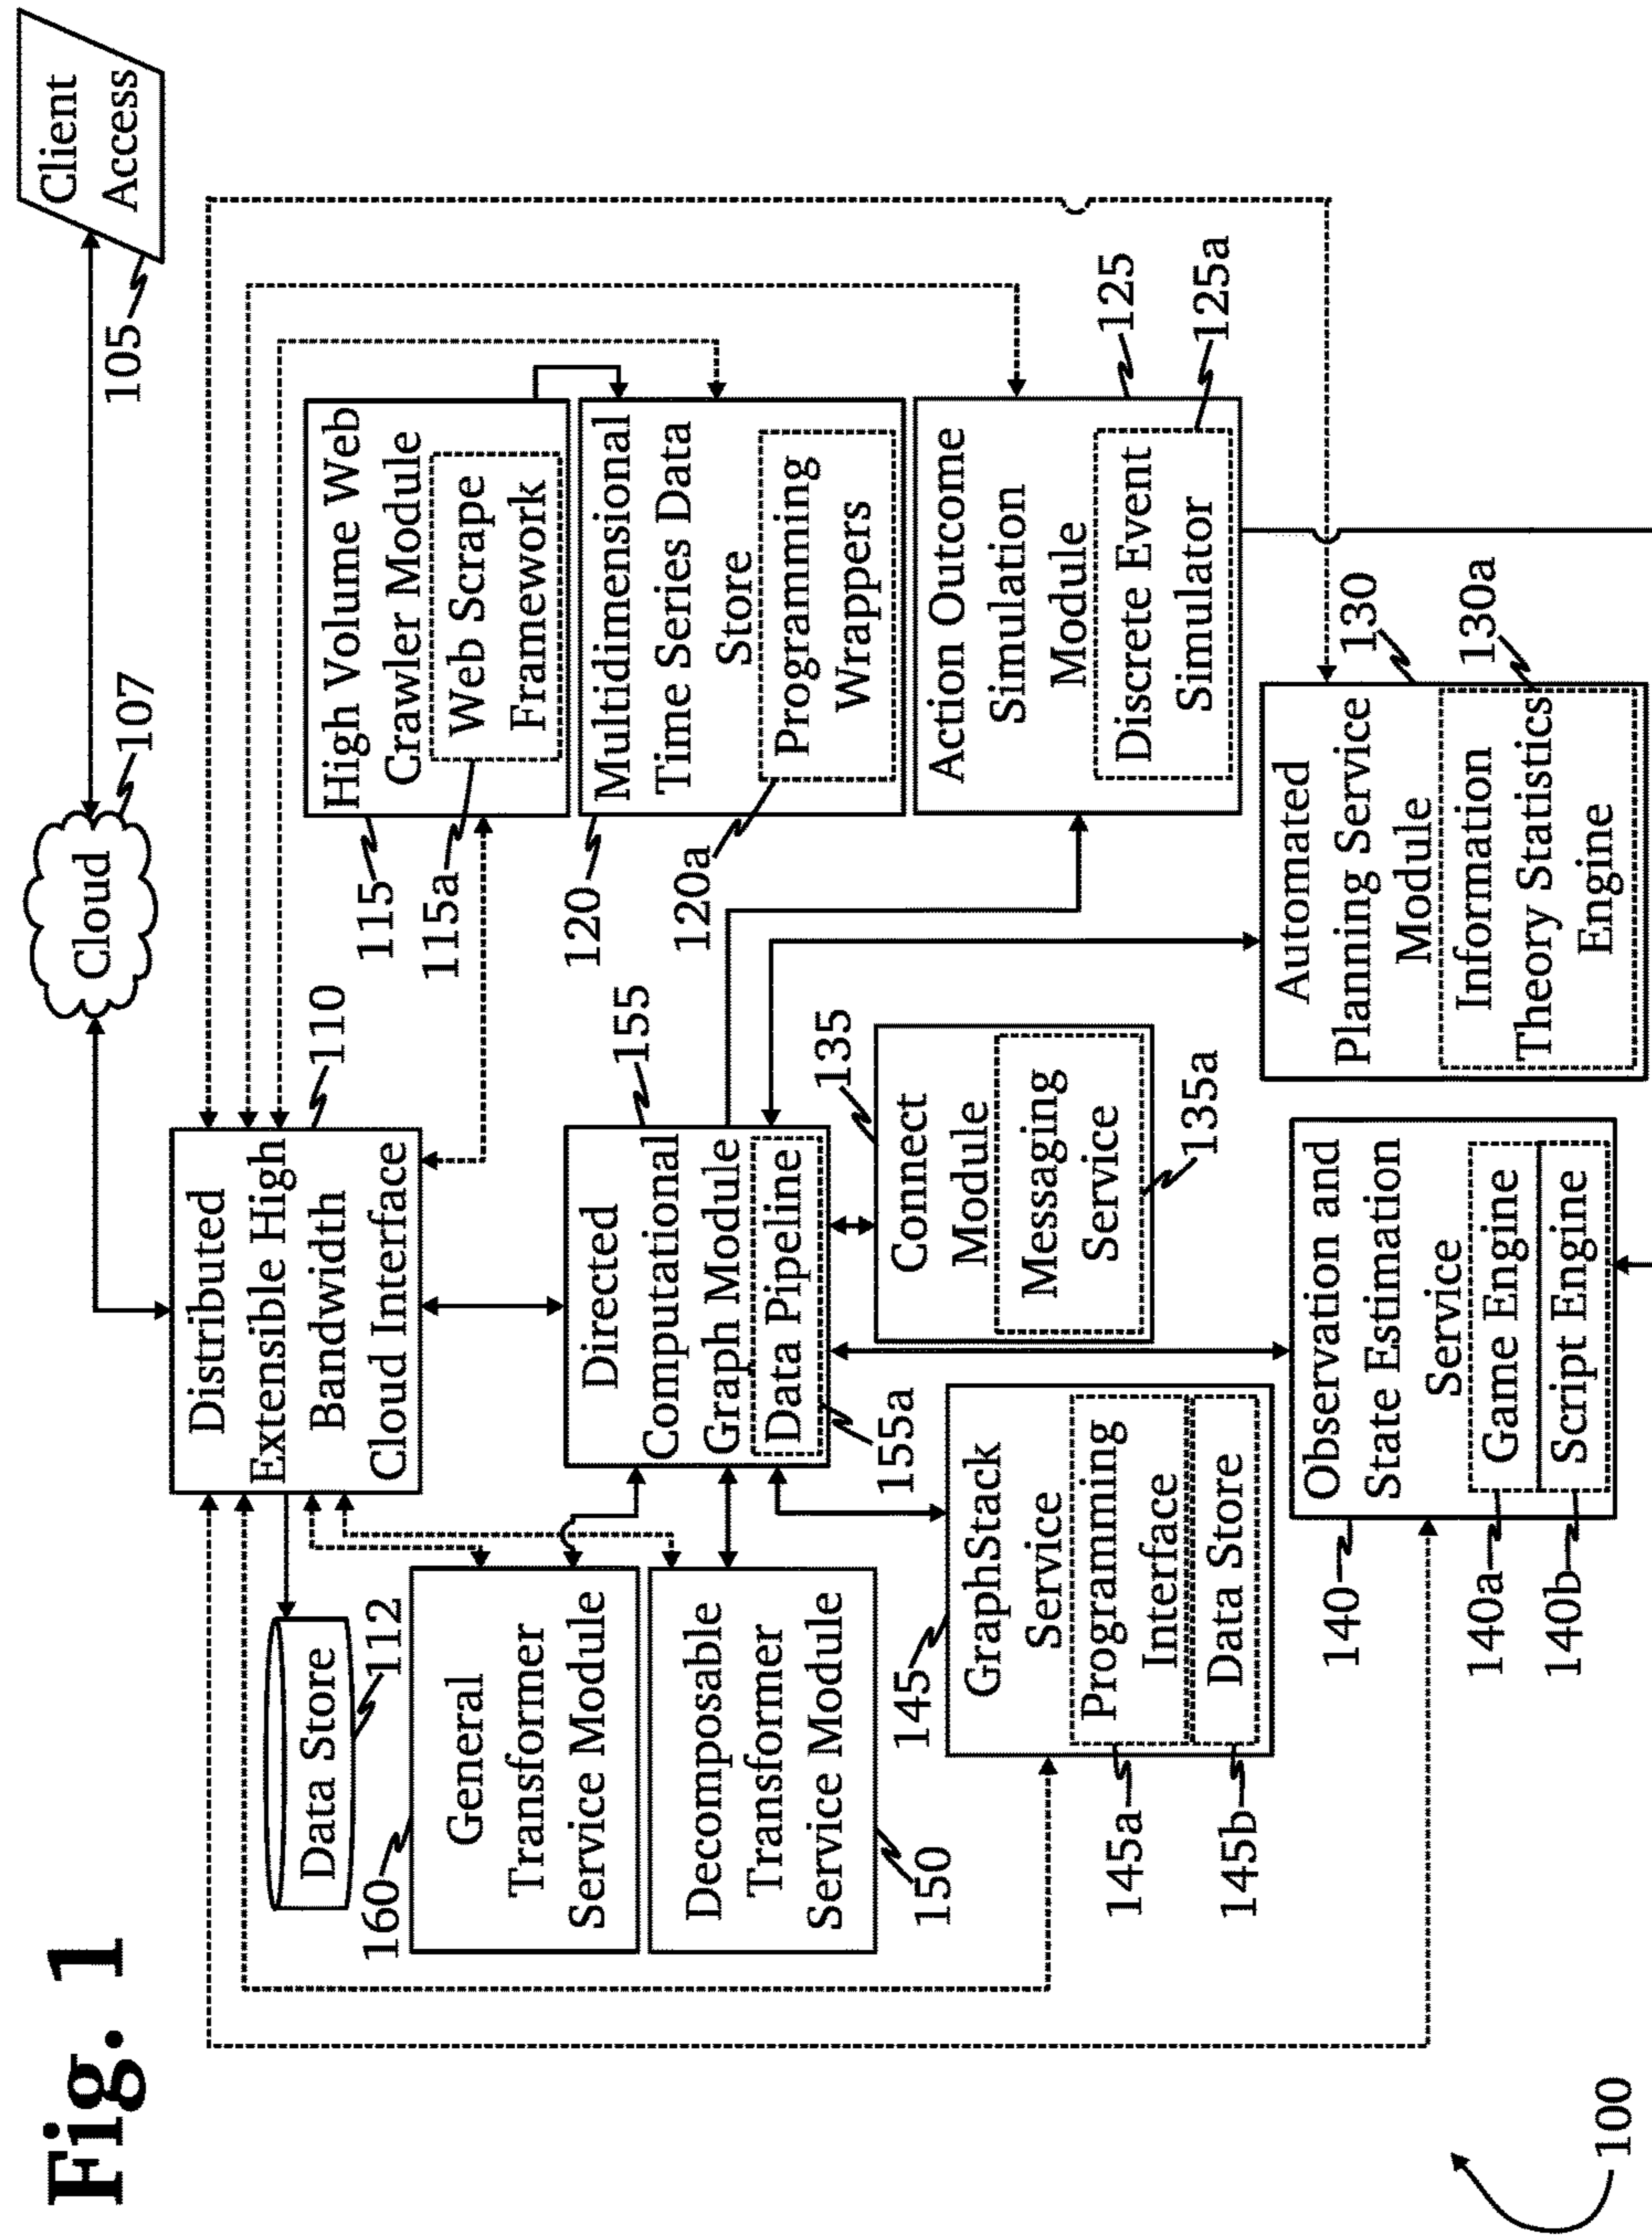 Fig. 1
Client
Access
105
Cloud
107
Distributed
Extensible High
Bandwidth
Cloud Interface
110
Data Store
112
High Volume Web
Grawler Module
Web Scrape
Framework
115
115a
Multidimensional
Time Series Data
Store
Programming
Wrappers
120
120a
Action Outcome
Simulation
Module
Discrete Event
Simulator
125
125a
General
Transformer
Service Module
160
Decomposable
Transformer
Service Module
150
Directed
Computational
Graph Module
Data Pipeline
155
155a
Connect
Module
Messaging
Service
135
135a
GraphStack
Service
Programming
Interface
Data Store
145
145a
145b
Automated
Planning Service
Module
Information
Theory Statistics
Engine
130
130a
Observation and
State Estimation
Service
Game Engine
Script Engine
140
140a
140b
100